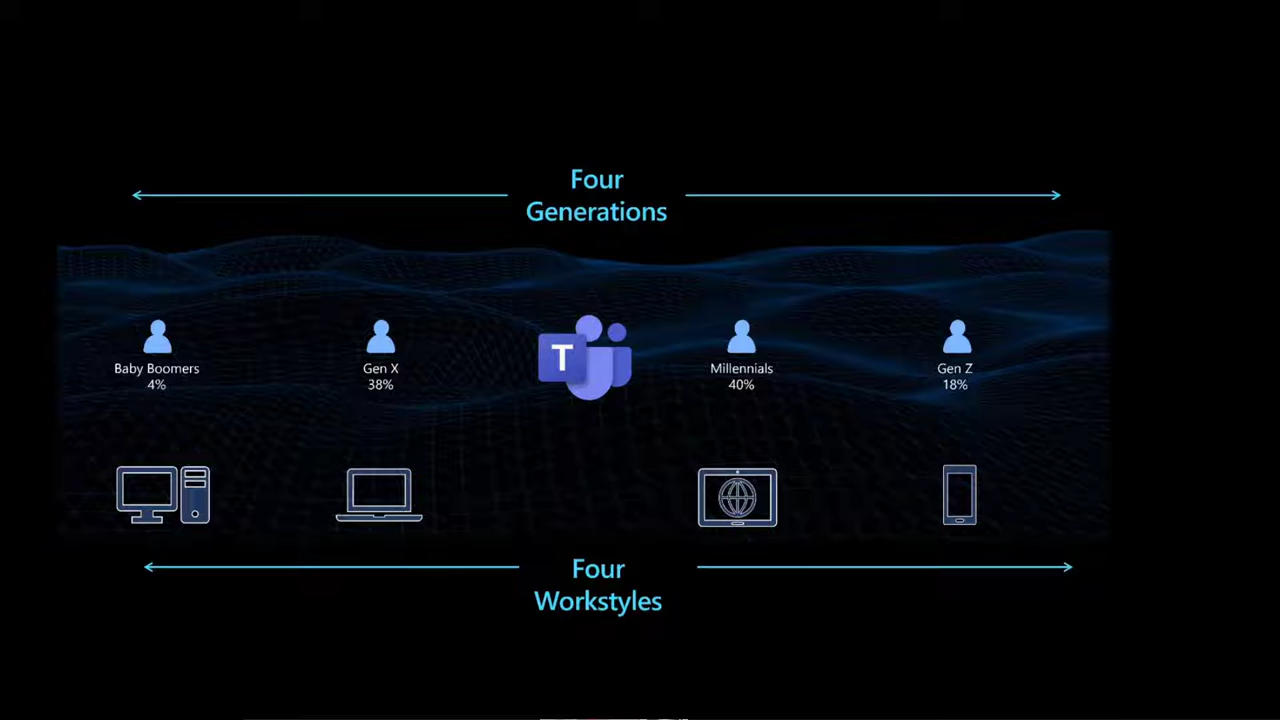 Four
Generations
T
Baby Boomers
4%
Gen X
38%
Millennials
40%
Gen Z
18%
Four
Workstyles